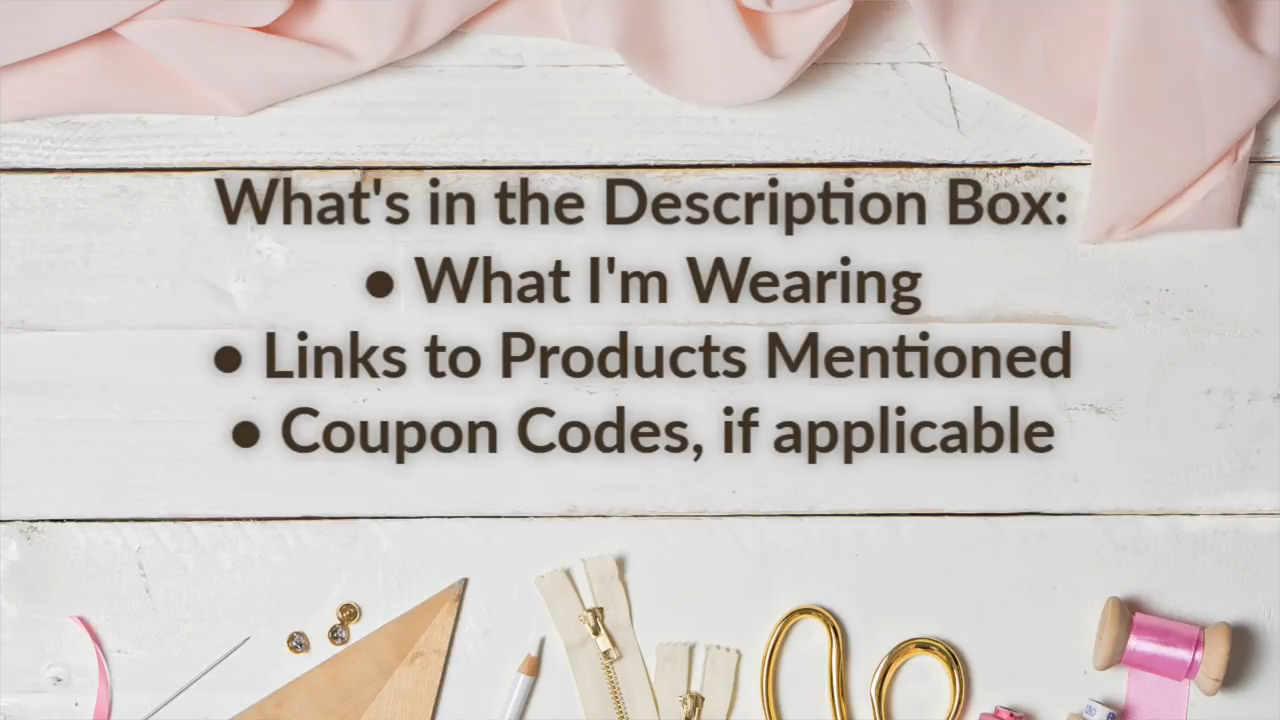 What's in the Description Box:
● What I'm Wearing
● Links to Products Mentioned
● Coupon Codes, if applicable